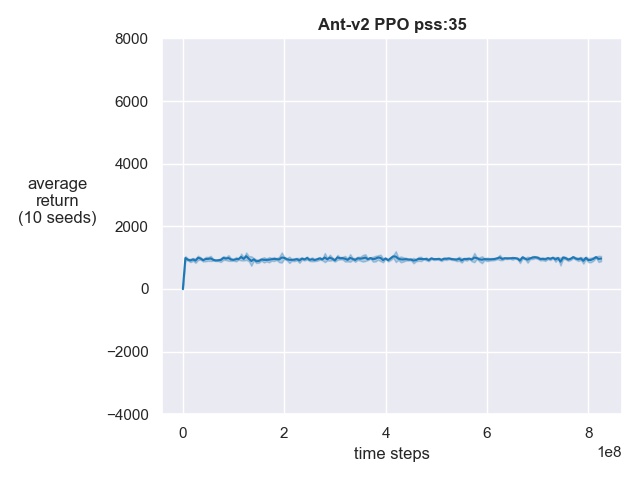 Ant-v2 PPO pss:35
8000
6000
4000
2000
0
−2000
−4000
average
return
(10 seeds)
0 2 4 6 8
1e8
time steps